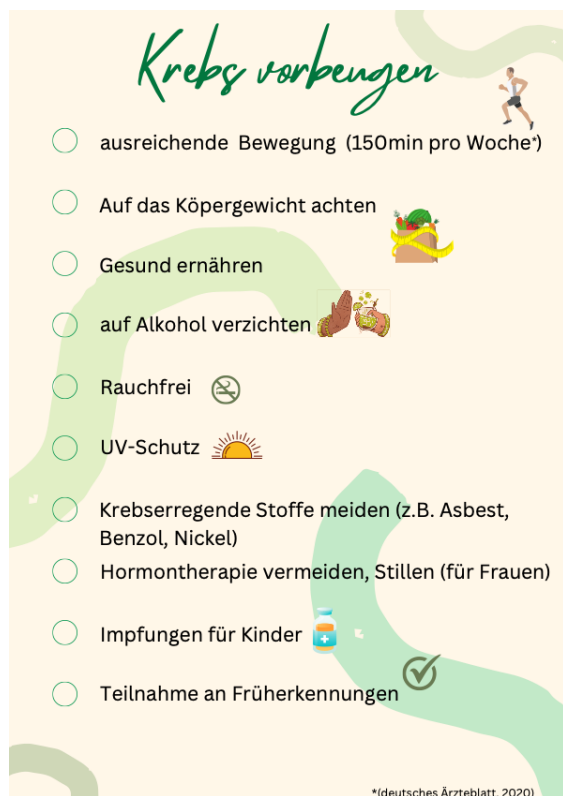 Krebs vorbeugen
ausreichende Bewegung (150min pro Woche*)
Auf das Köpergewicht achten
Gesund ernähren
auf Alkohol verzichten
Rauchfrei
UV-Schutz
Krebserregende Stoffe meiden (z.B. Asbest,
Benzol, Nickel)
Hormontherapie vermeiden, Stillen (für Frauen)
Impfungen für Kinder
Teilnahme an Früherkennungen
*(deutsches Ärzteblatt, 2020)